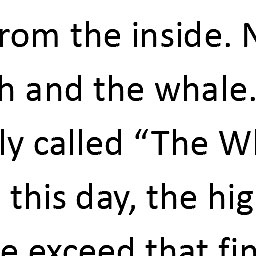 rom the inside. N
h and the whale.
ly called “The Wh
this day, the hig
e exceed that fin